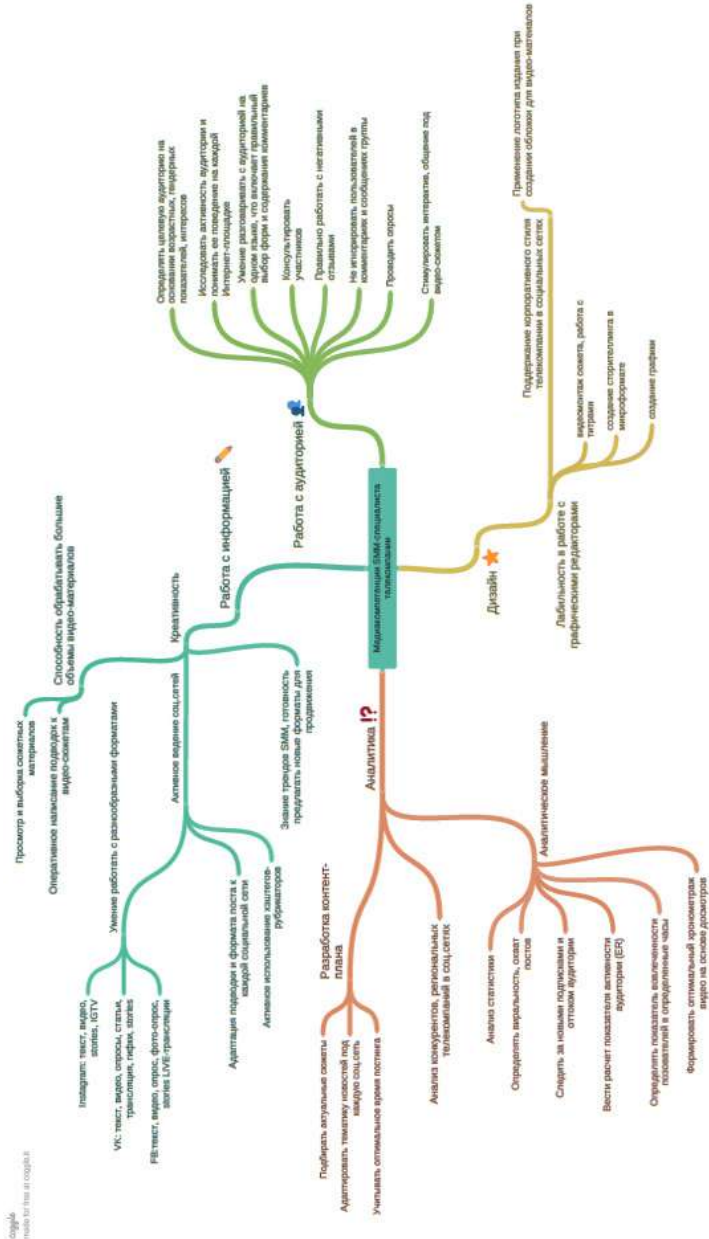 coggle
made for free at coggle.it
Медиакомпетенции SMM-специалиста
телекомпании
Работа с информацией
Креативность
Способность обрабатывать большие
объемы видео-материалов
Просмотр и выборка сюжетных
материалов
Оперативное написание подводок к
видео-сюжетам
Активное ведение соц.сетей
Умение работать с разнообразными форматами
Instagram: текст, видео,
stories, IGTV
VK: текст, видео, опросы, статьи,
трансляция, гифки, stories
FB:текст, видео, опрос, фото-опрос,
stories LIVE-трансляции
Адаптация подводки и формата поста к
каждой социальной сети
Активное использование хэштегов-
рубрикаторов
Знание трендов SMM, готовность
предлагать новые форматы для
продвижения
Работа с аудиторией
Определять целевую аудиторию на
основании возрастных, гендерных
показателей, интересов
Исследовать активность аудитории и
понимать ее поведение на каждой
Интернет-площадке
Умение разговаривать с аудиторией на
одном языке, что включает правильный
выбор форм и содержания комментариев
Консультировать
участников
Правильно работать с негативными
отзывами
Не игнорировать пользователей в
комментариях и сообщениях группы
Проводить опросы
Стимулировать интерактив, общение под
видео-сюжетом
Аналитика !?
Разработка контент-
плана
Подбирать актуальные сюжеты
Адаптировать тематику новостей под
каждую соц.сеть
Учитывать оптимальное время постинга
Анализ конкурентов, региональных
телекомпаний в соц.сетях
Аналитическое мышление
Анализ статистики
Определять виральность, охват
постов
Следить за новыми подписками и
оттоком аудитории
Вести расчет показателя активности
аудитории (ER)
Определять показатель вовлеченности
позователей в определенные часы
Формировать оптимальный хронометраж
видео на основе досмотров
Дизайн
Поддержание корпоративного стиля
телекомпании в социальных сетях
Применение логотипа издания при
создании обложки для видео-материалов
Лабильность в работе с
графическими редакторами
видеомонтаж сюжета, работа с
титрами
создание сторителлинга в
микроформате
создание графики